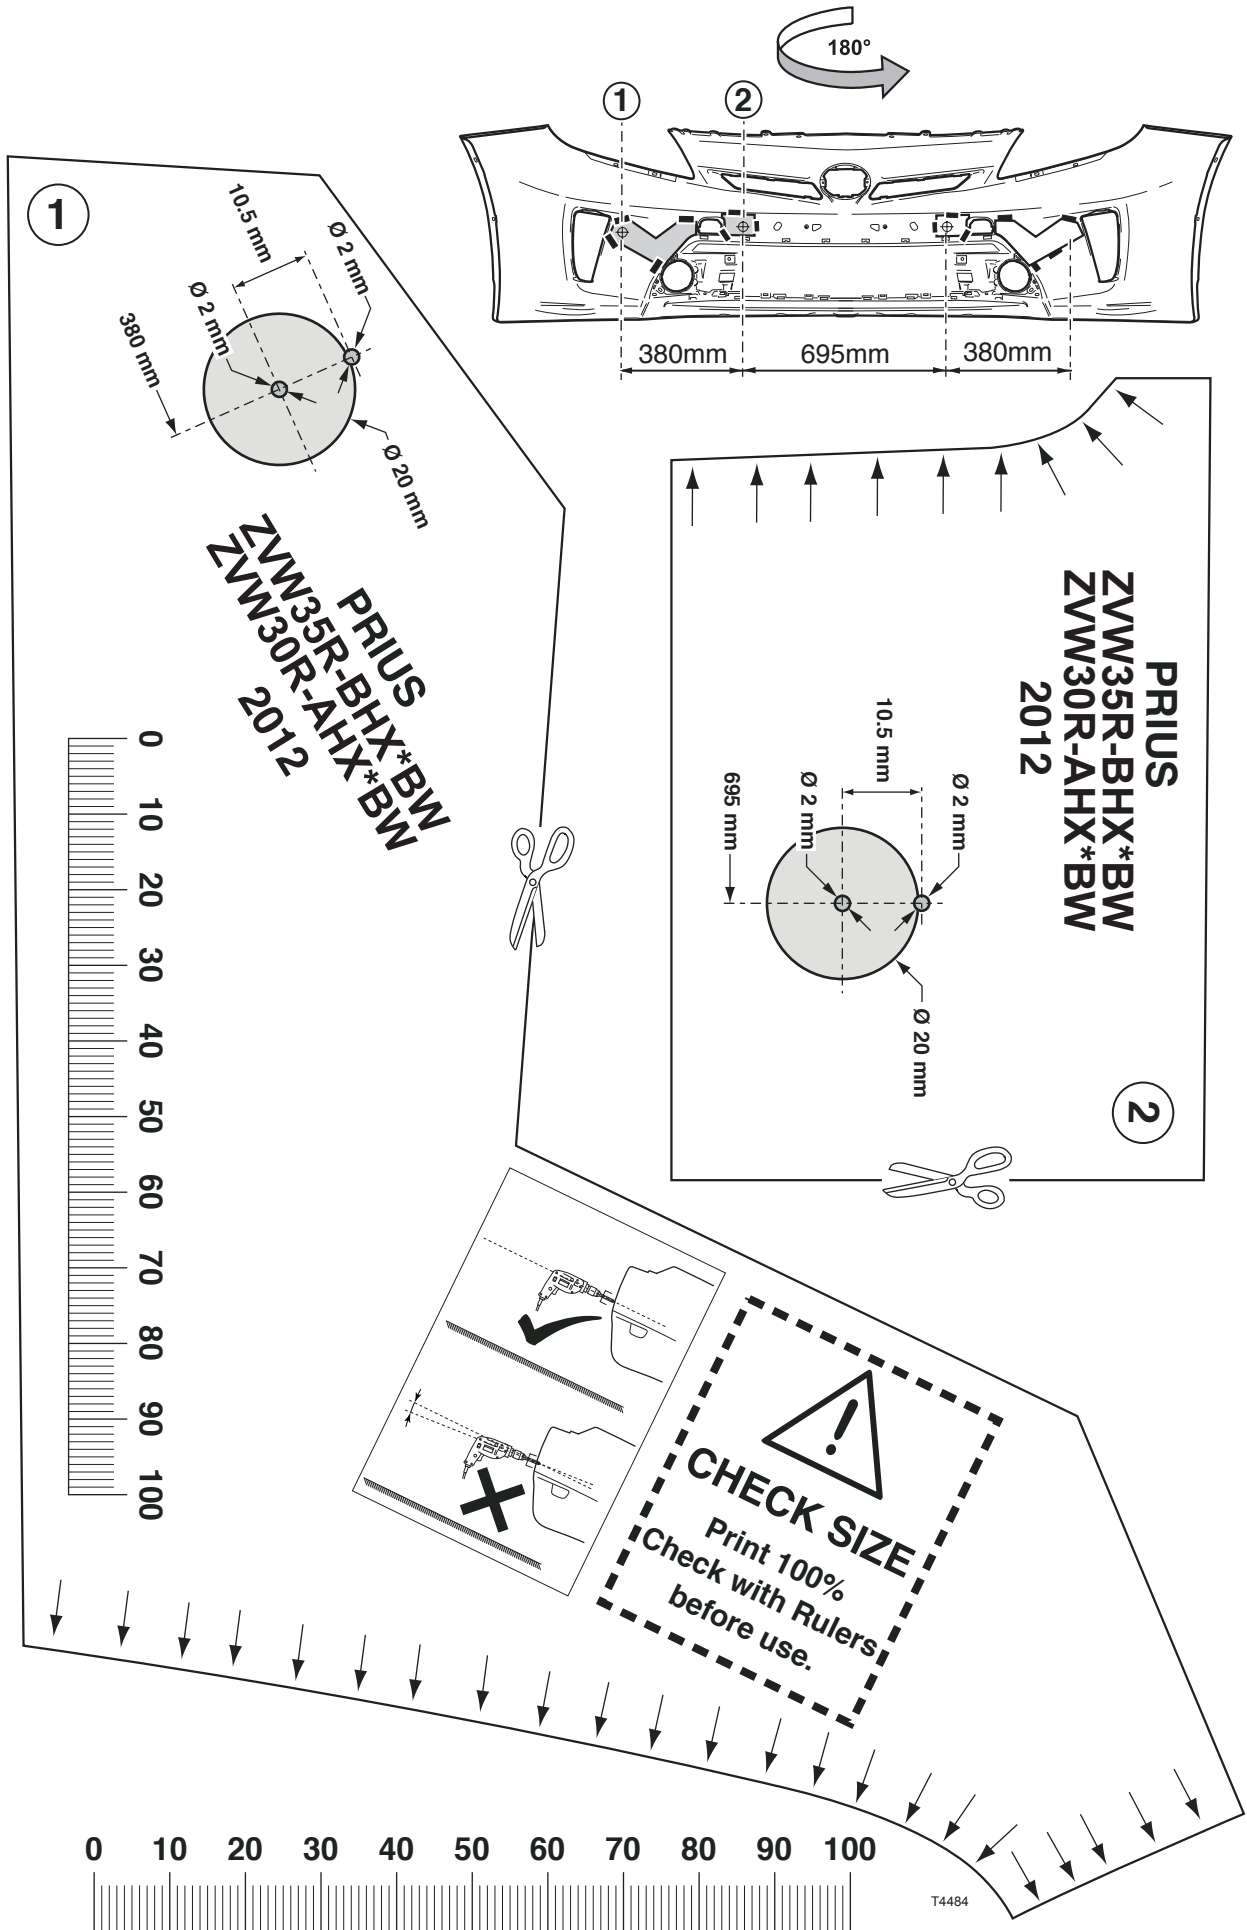 180°
1
2
380mm
695mm
380mm
1
10.5 mm
Ø 2 mm
Ø 2 mm
380 mm
Ø 20 mm
PRIUS
ZVW35R-BHX*BW
ZVW30R-AHX*BW
2012
0
10
20
30
40
50
60
70
80
90
100
PRIUS
ZVW35R-BHX*BW
ZVW30R-AHX*BW
2012
10.5 mm
695 mm
Ø 2 mm
Ø 2 mm
Ø 20 mm
2
!
CHECK SIZE
Print 100%
Check with Rulers
before use.
0 10 20 30 40 50 60 70 80 90 100
T4484